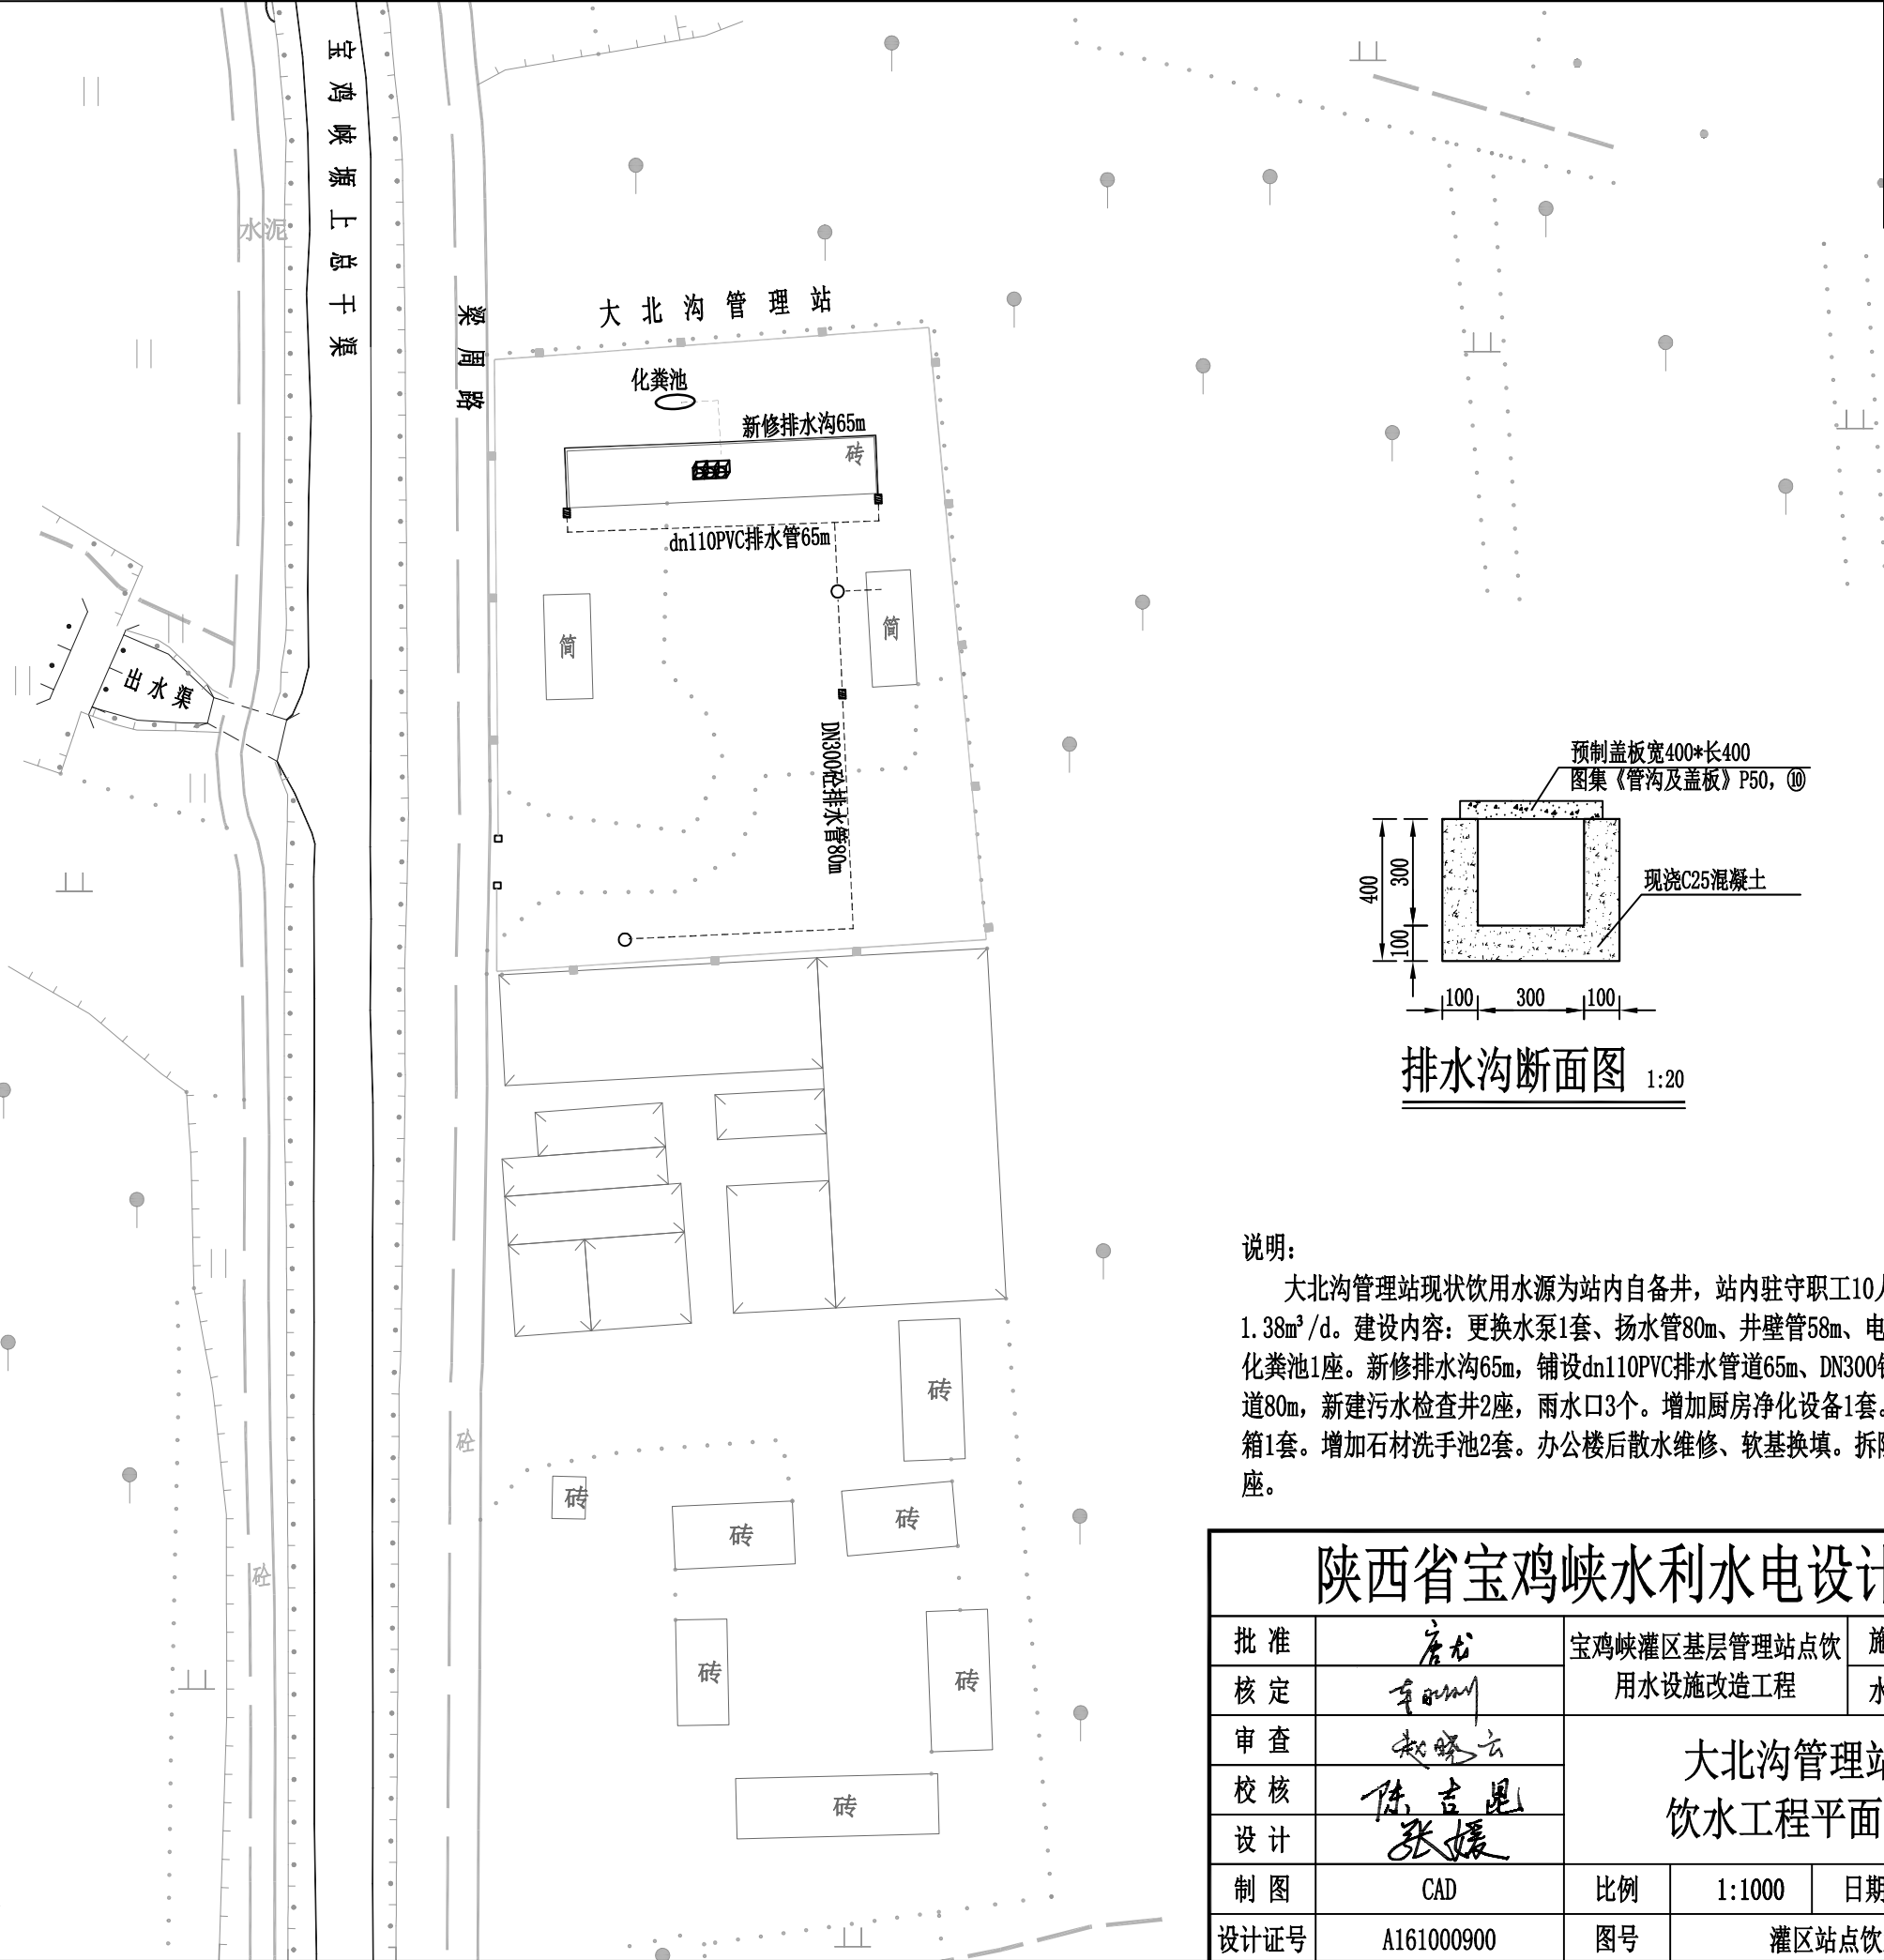 宝鸡峡塬上总干渠
水泥
梁周路
大北沟管理站
化粪池
新修排水沟65m
砖
dn110PVC排水管65m
简
简
出水渠
DN300砼排水管80m
预制盖板宽400*长400
图集《管沟及盖板》P50，⑩
现浇C25混凝土
400
300
100
100
300
100
排水沟断面图 1:20
说明：
大北沟管理站现状饮用水源为站内自备井，站内驻守职工10人
1.38m³/d。建设内容：更换水泵1套、扬水管80m、井壁管58m、电
化粪池1座。新修排水沟65m，铺设dn110PVC排水管道65m、DN300
道80m，新建污水检查井2座，雨水口3个。增加厨房净化设备1套。
箱1套。增加石材洗手池2套。办公楼后散水维修、软基换填。拆除
座。
砖
砼
砖
砖
砖
砼
砖
砖
砖
陕西省宝鸡峡水利水电设计
批准
核定
审查 赵晓云
校核 陈吉昆
设计 张媛
制图 CAD
设计证号 A161000900
宝鸡峡灌区基层管理站点饮
用水设施改造工程
施
水
大北沟管理站
饮水工程平面
比例 1:1000 日期
图号 灌区站点饮